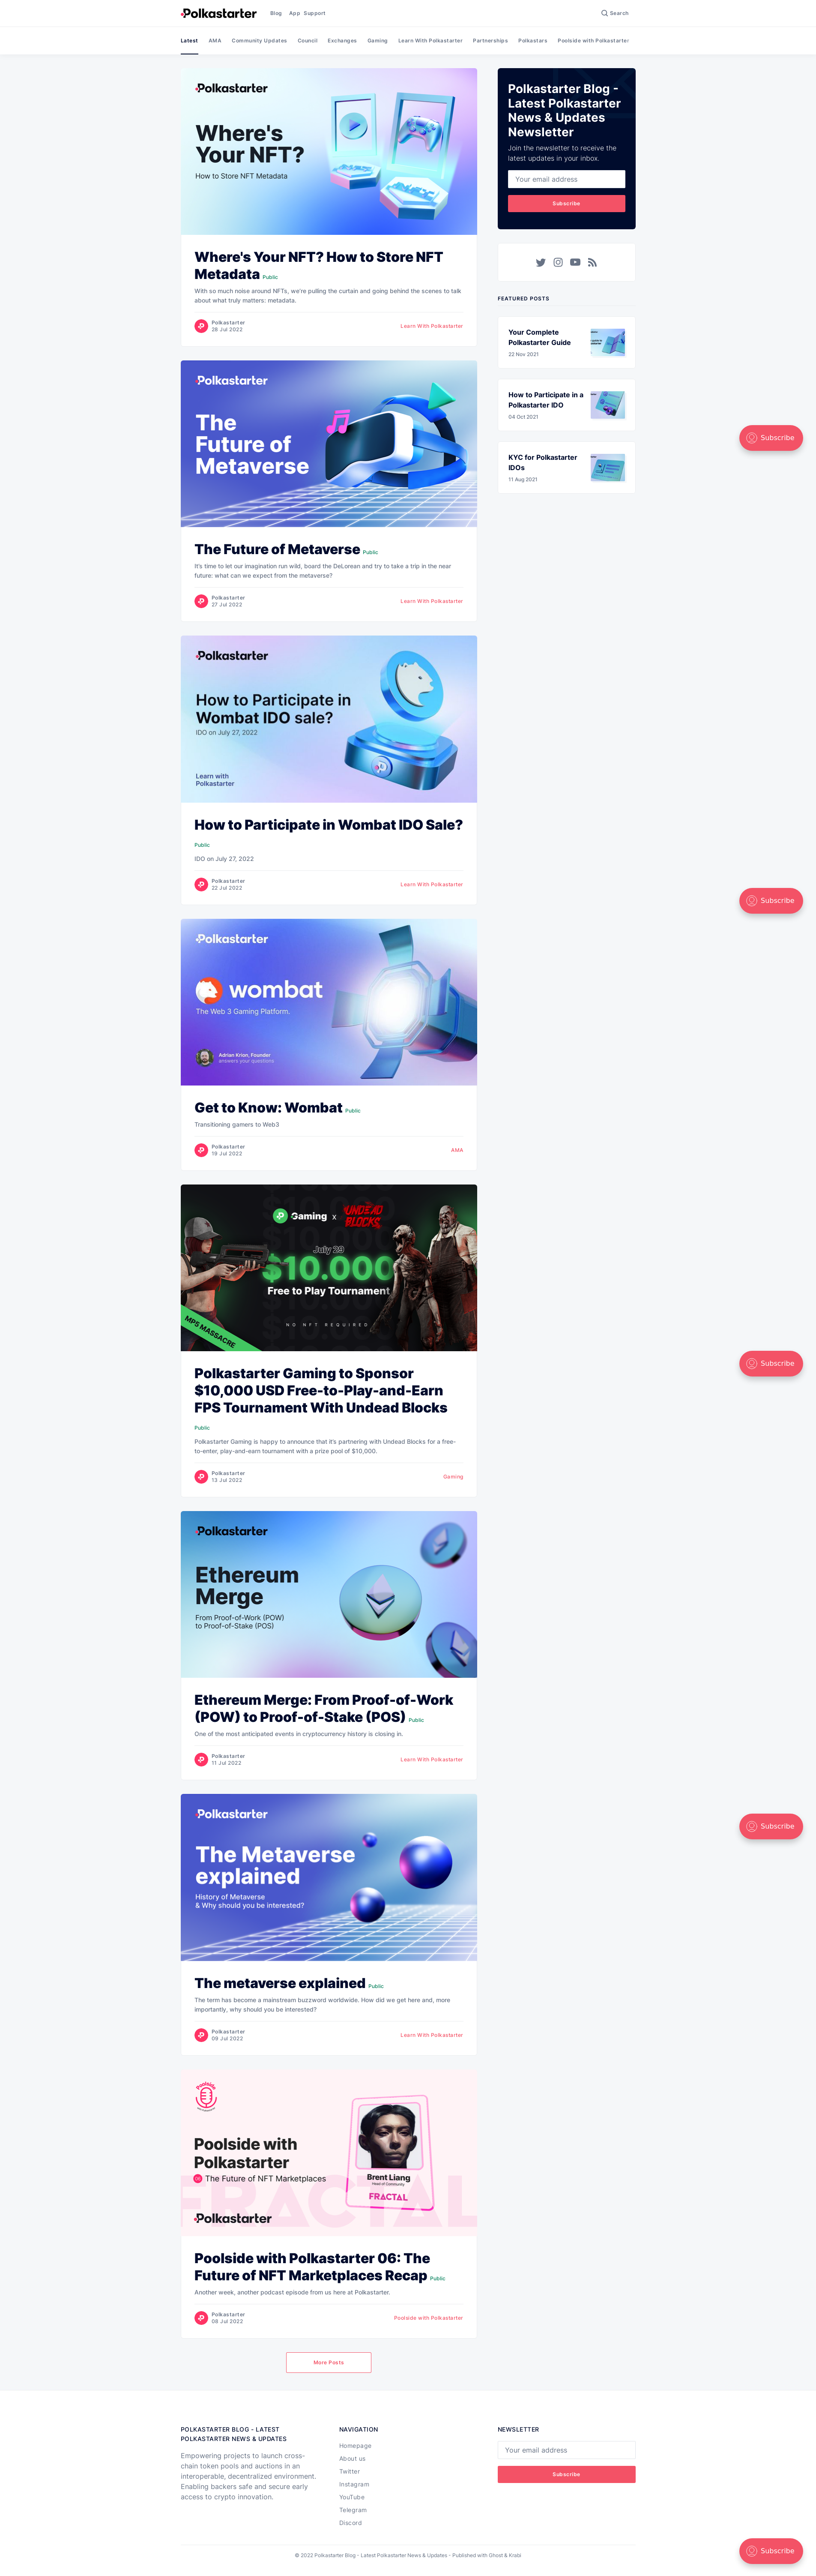 Polkastarter
Blog App Support
Search
Latest AMA Community Updates Council Exchanges Gaming Learn With Polkastarter Partnerships Polkastars Poolside with Polkastarter
Polkastarter
Where's
Your NFT?
How to Store NFT Metadata
Where's Your NFT? How to Store NFT
Metadata Public
With so much noise around NFTs, we're pulling the curtain and going behind the scenes to talk
about what truly matters: metadata.
Polkastarter
28 Jul 2022
Learn With Polkastarter
Polkastarter
The
Future of
Metaverse
The Future of Metaverse Public
It's time to let our imagination run wild, board the DeLorean and try to take a trip in the near
future: what can we expect from the metaverse?
Polkastarter
27 Jul 2022
Learn With Polkastarter
Polkastarter
How to Participate in
Wombat IDO sale?
IDO on July 27, 2022
Learn with
Polkastarter
How to Participate in Wombat IDO Sale?
Public
IDO on July 27, 2022
Polkastarter
22 Jul 2022
Learn With Polkastarter
Polkastarter
wombat
The Web 3 Gaming Platform.
Adrian Krion, Founder
answers your questions
Get to Know: Wombat Public
Transitioning gamers to Web3
Polkastarter
19 Jul 2022
AMA
Gaming x UNDEAD
BLOCKS
July 29
$10.000
Free to Play Tournament
NO NFT REQUIRED
MP5 MASSACRE
Polkastarter Gaming to Sponsor
$10,000 USD Free-to-Play-and-Earn
FPS Tournament With Undead Blocks
Public
Polkastarter Gaming is happy to announce that it's partnering with Undead Blocks for a free-
to-enter, play-and-earn tournament with a prize pool of $10,000.
Polkastarter
13 Jul 2022
Gaming
Polkastarter
Ethereum
Merge
From Proof-of-Work (POW)
to Proof-of-Stake (POS)
Ethereum Merge: From Proof-of-Work
(POW) to Proof-of-Stake (POS) Public
One of the most anticipated events in cryptocurrency history is closing in.
Polkastarter
11 Jul 2022
Learn With Polkastarter
Polkastarter
The Metaverse
explained
History of Metaverse
& Why should you be interested?
The metaverse explained Public
The term has become a mainstream buzzword worldwide. How did we get here and, more
importantly, why should you be interested?
Polkastarter
09 Jul 2022
Learn With Polkastarter
Poolside
Poolside with
Polkastarter
The Future of NFT Marketplaces
Brent Liang
Head of Community
FRACTAL
FRACTAL
Polkastarter
Poolside with Polkastarter 06: The
Future of NFT Marketplaces Recap Public
Another week, another podcast episode from us here at Polkastarter.
Polkastarter
08 Jul 2022
Poolside with Polkastarter
More Posts
Polkastarter Blog -
Latest Polkastarter
News & Updates
Newsletter
Join the newsletter to receive the
latest updates in your inbox.
Your email address
Subscribe
FEATURED POSTS
Your Complete
Polkastarter Guide
22 Nov 2021
How to Participate in a
Polkastarter IDO
04 Oct 2021
KYC for Polkastarter
IDOs
11 Aug 2021
Subscribe
Subscribe
Subscribe
Subscribe
POLKASTARTER BLOG - LATEST
POLKASTARTER NEWS & UPDATES
Empowering projects to launch cross-
chain token pools and auctions in an
interoperable, decentralized environment.
Enabling backers safe and secure early
access to crypto innovation.
NAVIGATION
Homepage
About us
Twitter
Instagram
YouTube
Telegram
Discord
NEWSLETTER
Your email address
Subscribe
© 2022 Polkastarter Blog - Latest Polkastarter News & Updates - Published with Ghost & Krabi
Subscribe